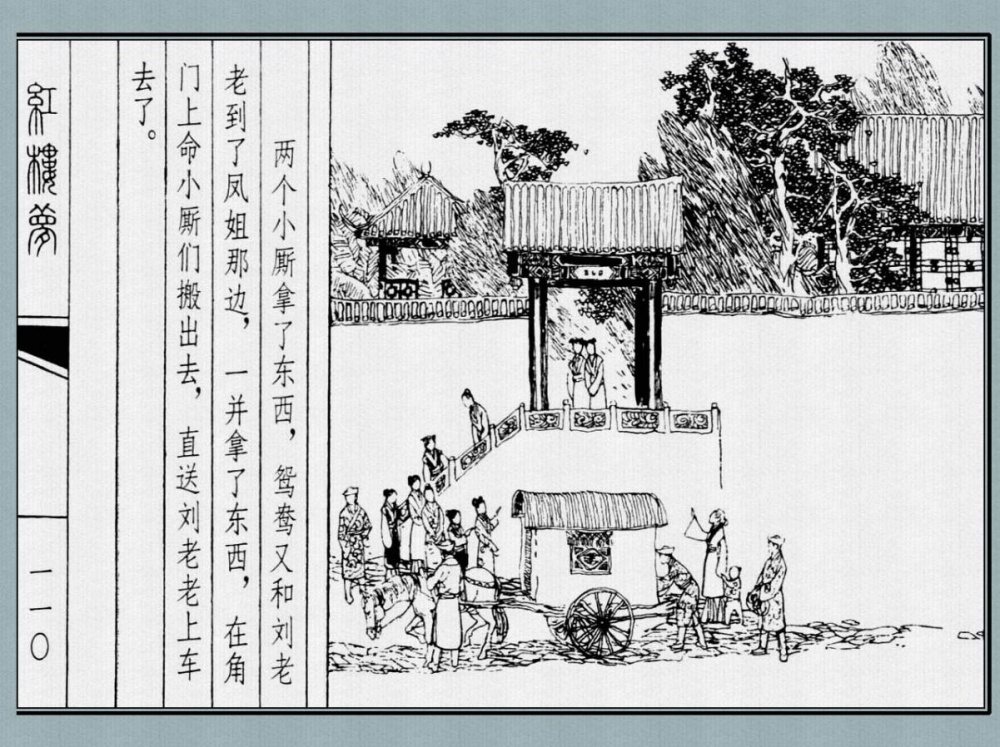 两个小厮拿了东西，鸳鸯又和刘老
老到了凤姐那边，一并拿了东西，在角
门上命小厮们搬出去，直送刘老老上车
去了。
紅樓夢
一一〇